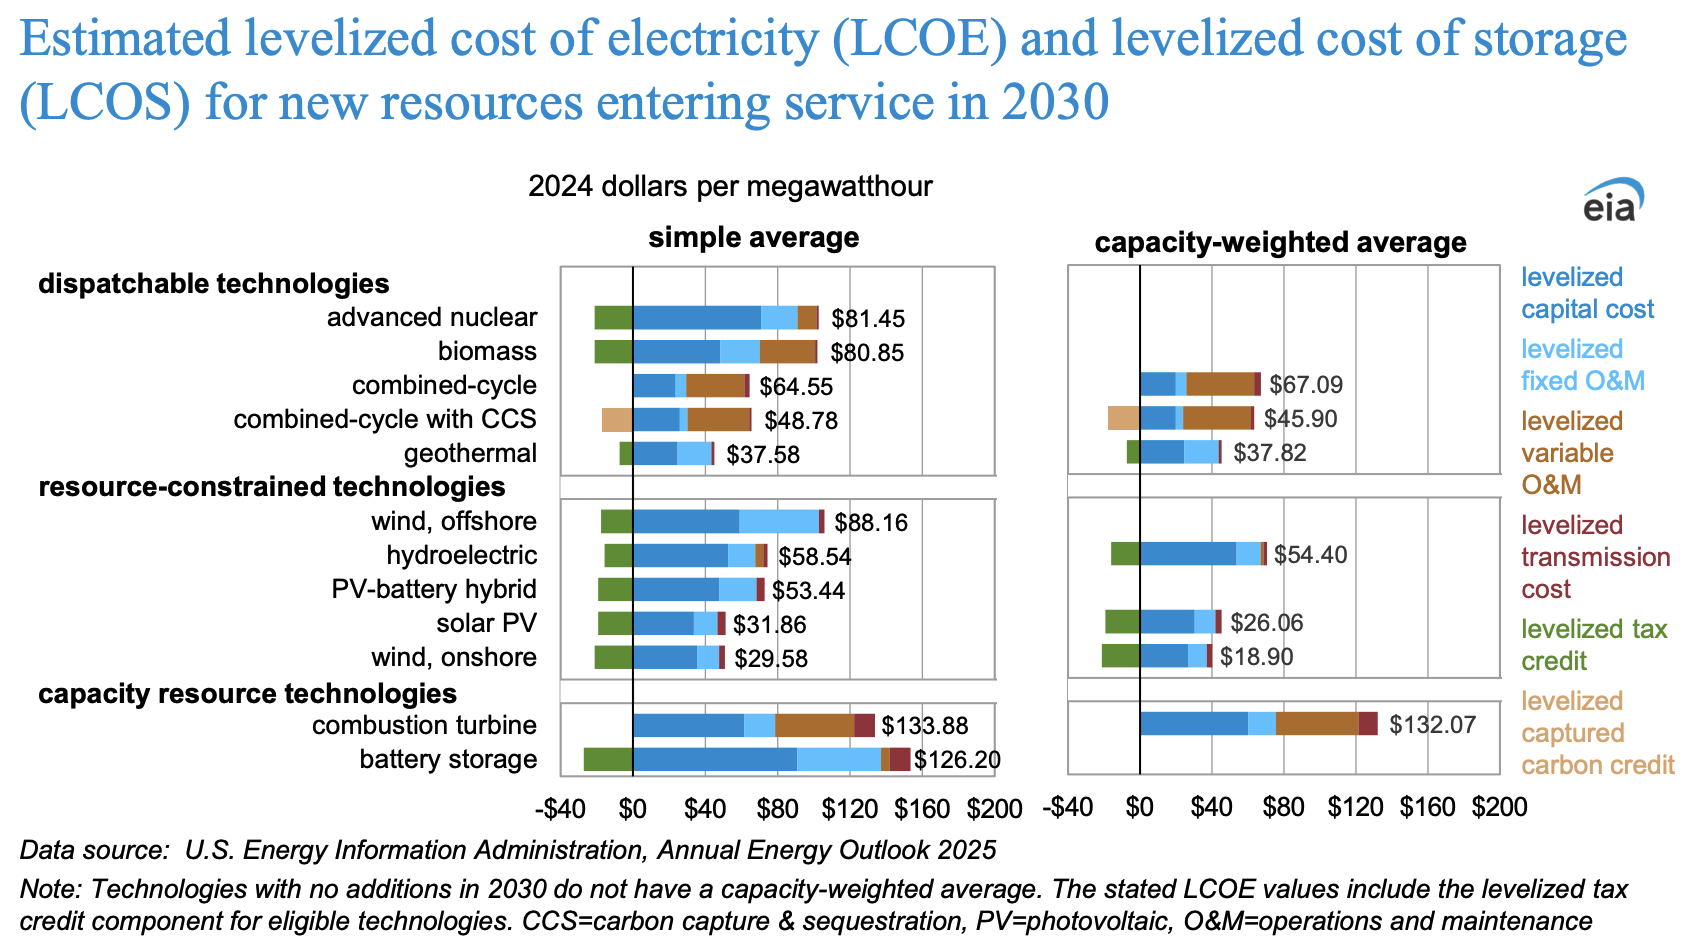 Estimated levelized cost of electricity (LCOE) and levelized cost of storage
(LCOS) for new resources entering service in 2030
2024 dollars per megawatthour
eia
simple average
capacity-weighted average
dispatchable technologies
advanced nuclear $81.45
biomass $80.85
combined-cycle $64.55 $67.09
combined-cycle with CCS $48.78 $45.90
geothermal $37.58 $37.82
resource-constrained technologies
wind, offshore $88.16
hydroelectric $58.54 $54.40
PV-battery hybrid $53.44
solar PV $31.86 $26.06
wind, onshore $29.58 $18.90
capacity resource technologies
combustion turbine $133.88 $132.07
battery storage $126.20
-$40 $0 $40 $80 $120 $160 $200 -$40 $0 $40 $80 $120 $160 $200
levelized
capital cost
levelized
fixed O&M
levelized
variable
O&M
levelized
transmission
cost
levelized tax
credit
levelized
captured
carbon credit
Data source:  U.S. Energy Information Administration, Annual Energy Outlook 2025
Note: Technologies with no additions in 2030 do not have a capacity-weighted average. The stated LCOE values include the levelized tax
credit component for eligible technologies. CCS=carbon capture & sequestration, PV=photovoltaic, O&M=operations and maintenance